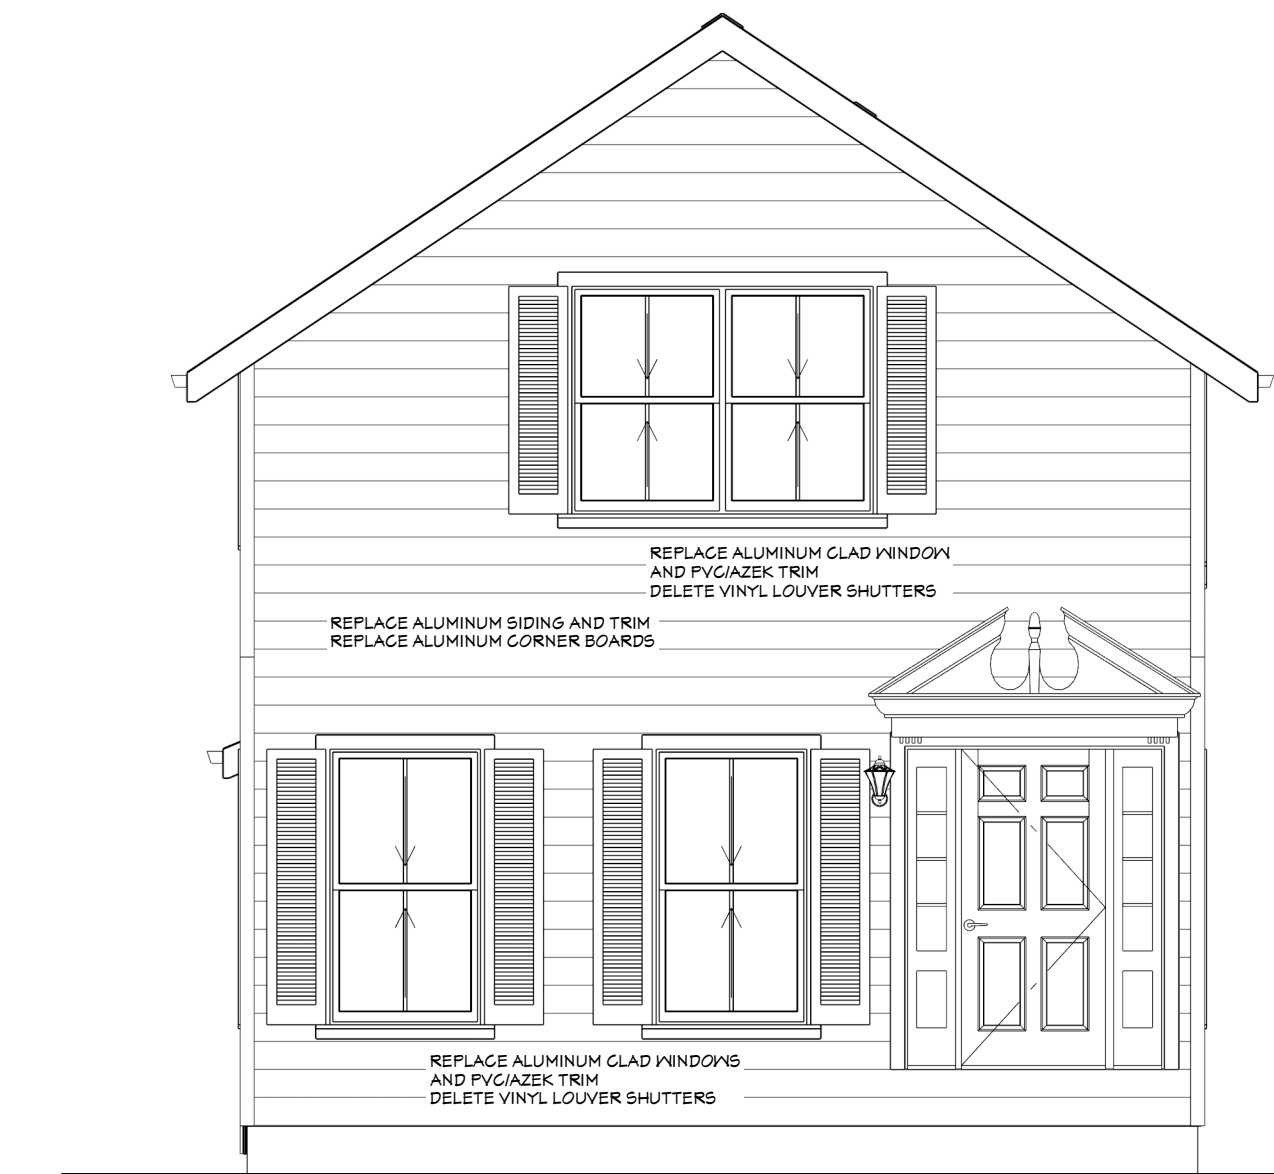 REPLACE ALUMINUM CLAD WINDOW
AND PVC/AZEK TRIM
DELETE VINYL LOUVER SHUTTERS
REPLACE ALUMINUM SIDING AND TRIM
REPLACE ALUMINUM CORNER BOARDS
REPLACE ALUMINUM CLAD WINDOWS
AND PVC/AZEK TRIM
DELETE VINYL LOUVER SHUTTERS